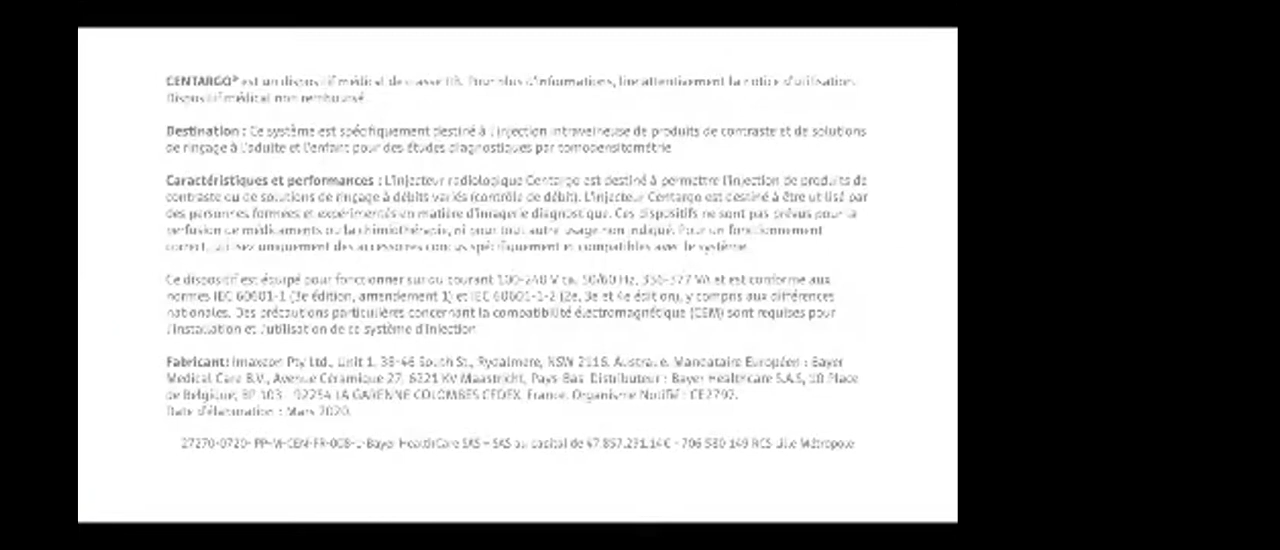 CENTARGO® est un dispositif médical de classe IIb. Pour plus d'informations, lire attentivement la notice d'utilisation.
Dispositif médical non remboursé.
Destination : Ce système est spécifiquement destiné à l'injection intraveineuse de produits de contraste et de solutions
de rinçage à l'adulte et l'enfant pour des études diagnostiques par tomodensitométrie
Caractéristiques et performances : L'injecteur radiologique Centargo est destiné à permettre l'injection de produits de
contraste ou de solutions de rinçage à débits variés (contrôle de débit). L'injecteur Centargo est destiné à être utilisé par
des personnes formées et expérimentés en matière d'imagerie diagnostique. Ces dispositifs ne sont pas prévus pour la
perfusion de médicaments ou la chimiothérapie, ni pour tout autre usage non indiqué. Pour un fonctionnement
correct, utilisez uniquement des accessoires conçus spécifiquement et compatibles avec le système.
Ce dispositif est équipé pour fonctionner sur du courant 100-240 V ca, 50/60 Hz, VA et est conforme aux
normes IEC 60601-1 (3e édition, amendement 1) et IEC 60601-1-2 (2e, 3e et 4e édition), y compris aux différences
nationales. Des précautions particulières concernant la compatibilité électromagnétique (CEM) sont requises pour
l'installation et l'utilisation de ce système d'injection
Fabricant: Imaxeon Pty Ltd., Unit 1, 38-46 South St., Rydalmere, NSW 2116, Australie. Mandataire Européen : Bayer
Medical Care B.V., Avenue Céramique 27, 6221 KV Maastricht, Pays-Bas. Distributeur : Bayer Healthcare S.A.S, 10 Place
de Belgique, BP 103 - 92254 LA GARENNE COLOMBES CEDEX, France. Organisme Notifié : CE2797.
Date d'élaboration : Mars 2020.
27270-0720- PP-M-CEN-FR-008-1-Bayer HealthCare SAS – SAS au capital de 47.857.291,14 € - 706 580 149 RCS Lille Métropole